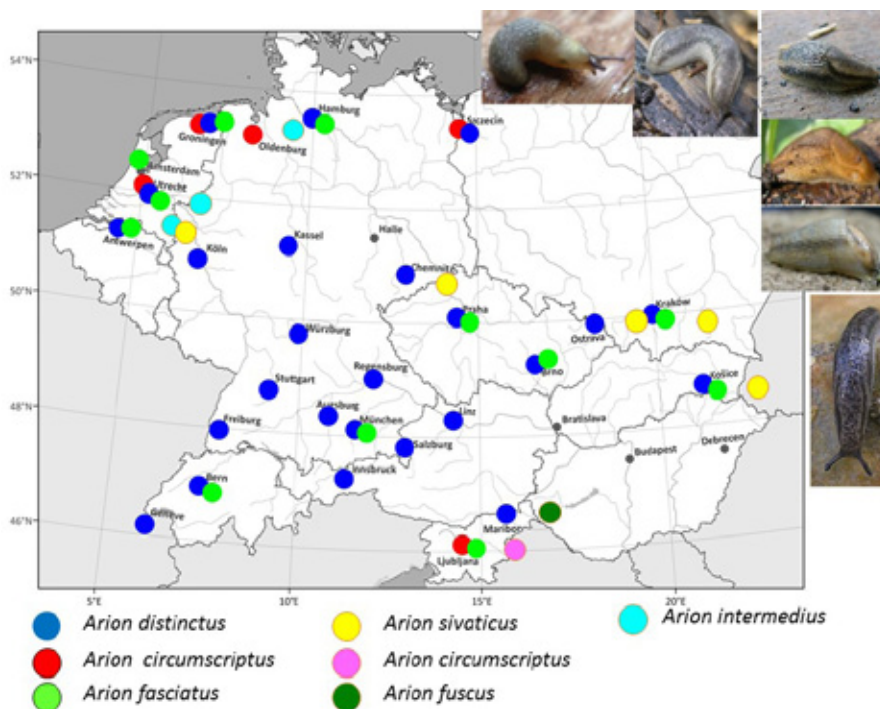 54°N
Hamburg
Groningen
Oldenburg
Szczecin
Amsterdam
52°N
Utrecht
Antwerpen
Köln
Kassel
Halle
Chemnitz
50°N
Praha
Kraków
Ostrava
Würzburg
Brno
Regensburg
Košice
Stuttgart
48°N
Augsburg
Linz
München
Freiburg
Bratislava
Salzburg
Debrecen
Budapest
Innsbruck
Bern
Genève
Maribor
46°N
Ljubljana
5°E
10°E
15°E
20°E
Arion distinctus
Arion sivaticus
Arion intermedius
Arion circumscriptus
Arion circumscriptus
Arion fasciatus
Arion fuscus